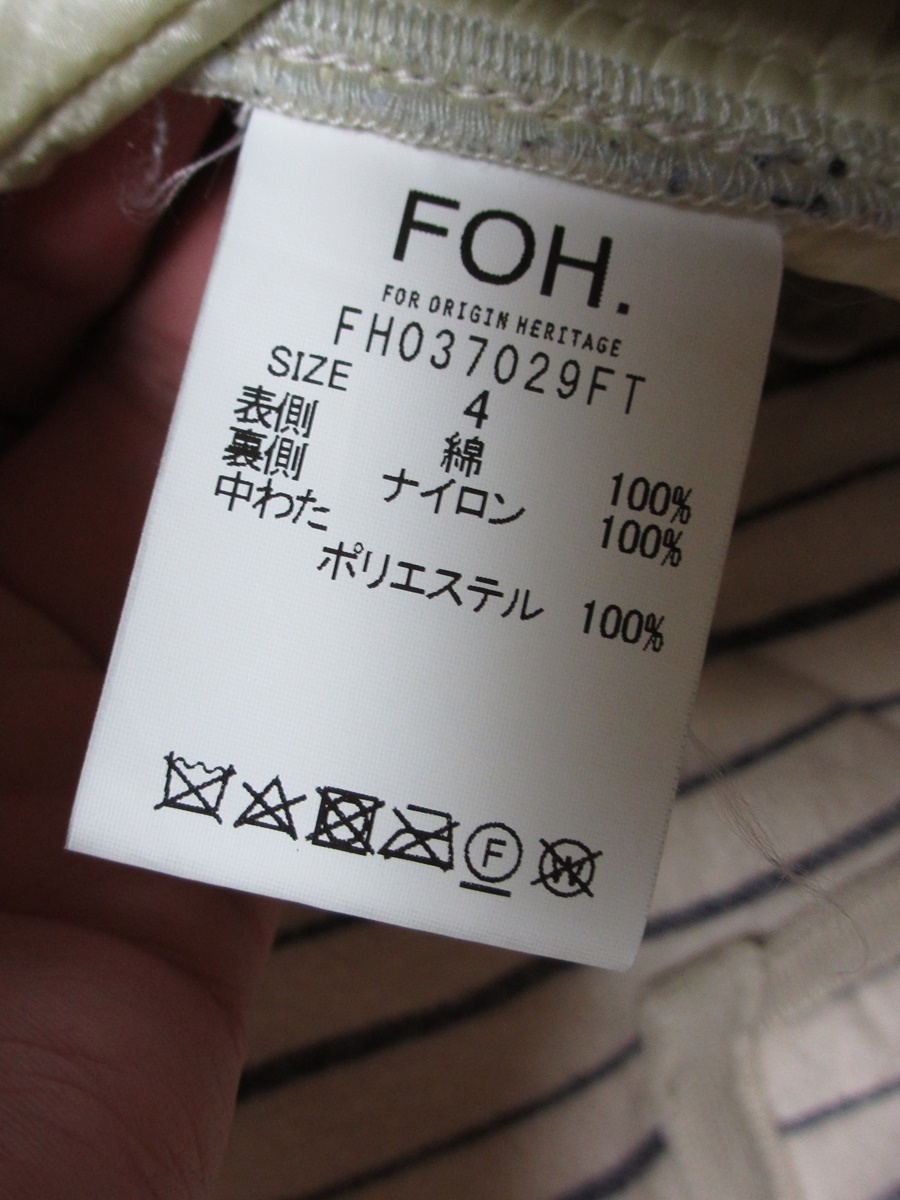 FOH.
FOR ORIGIN HERITAGE
FH037029FT
SIZE 4
表側 綿 100%
裏側 ナイロン 100%
中わた
ポリエステル 100%
F W